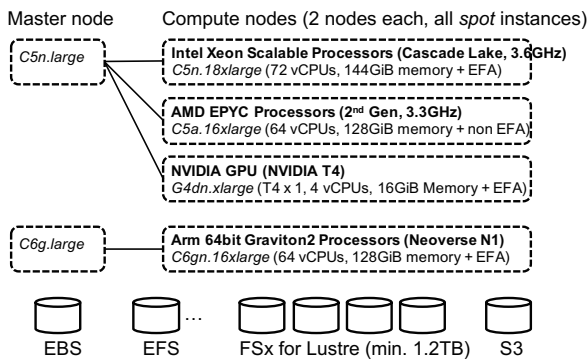 Master node
Compute nodes (2 nodes each, all spot instances)
C5n.large
Intel Xeon Scalable Processors (Cascade Lake, 3.6GHz)
C5n.18xlarge (72 vCPUs, 144GiB memory + EFA)
AMD EPYC Processors (2nd Gen, 3.3GHz)
C5a.16xlarge (64 vCPUs, 128GiB memory + non EFA)
NVIDIA GPU (NVIDIA T4)
G4dn.xlarge (T4 x 1, 4 vCPUs, 16GiB Memory + EFA)
C6g.large
Arm 64bit Graviton2 Processors (Neoverse N1)
C6gn.16xlarge (64 vCPUs, 128GiB memory + EFA)
...
EBS
EFS
FSx for Lustre (min. 1.2TB)
S3